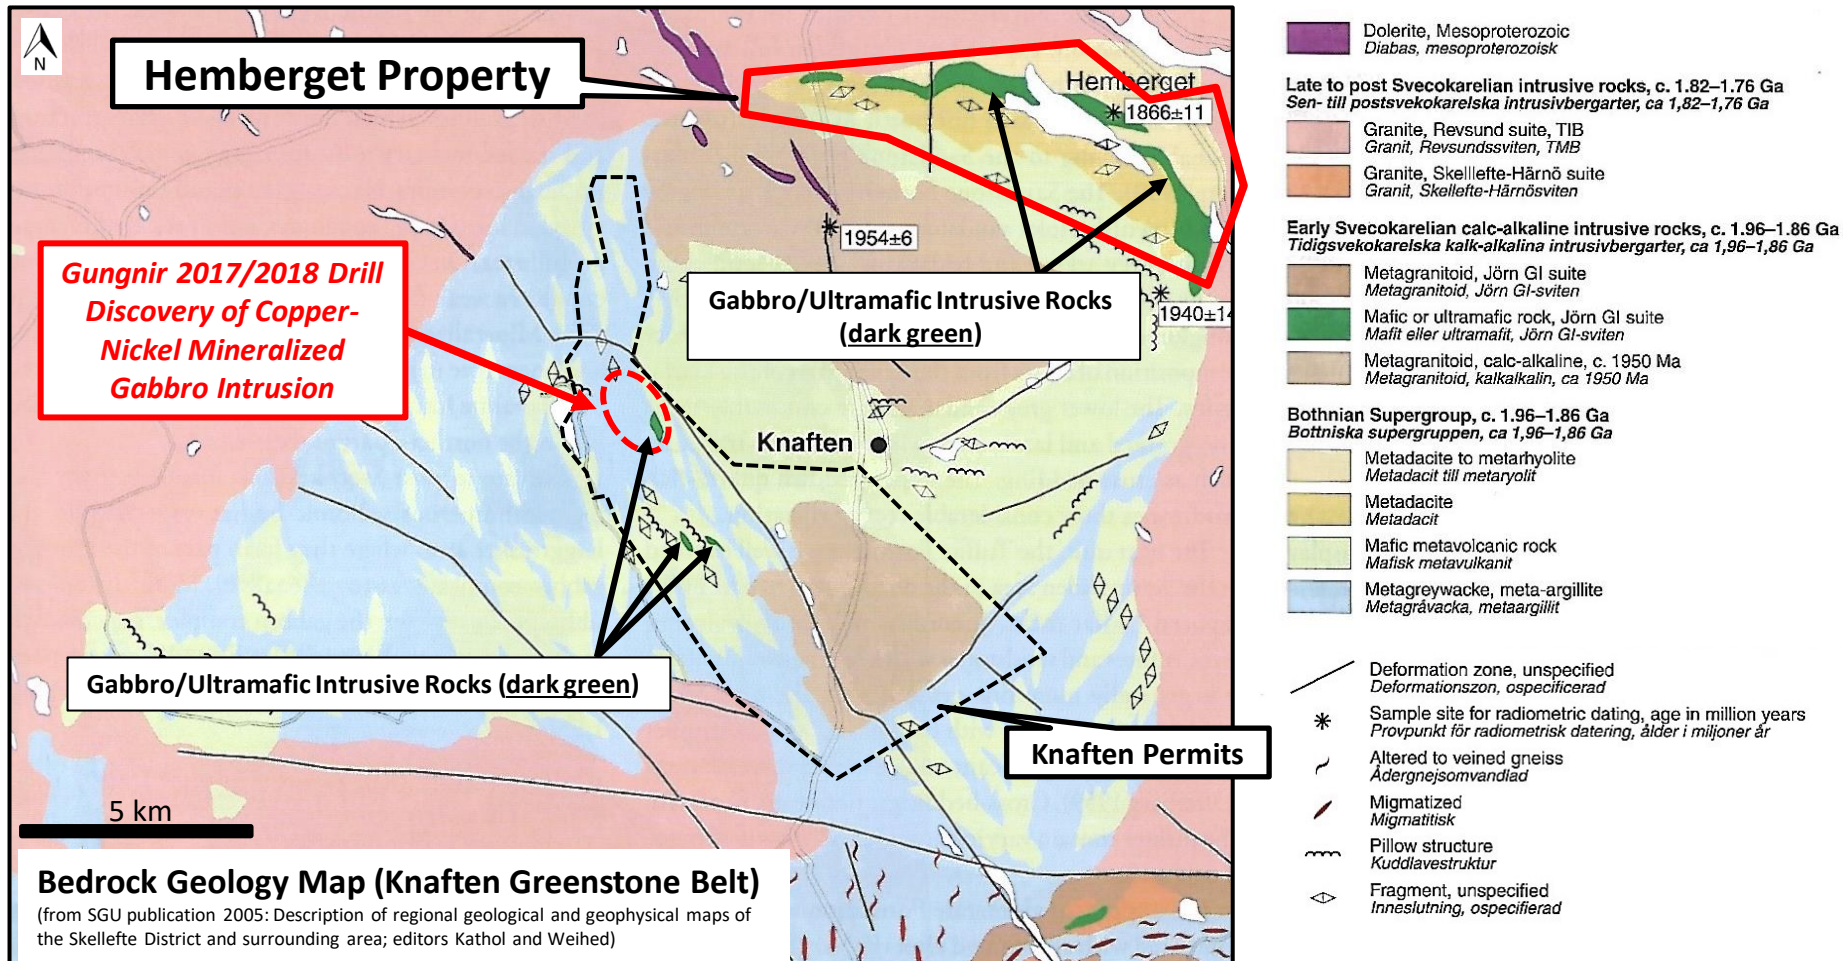 N
Hemberget Property
Hemberget
1866±11
1954±6
1940±14
Gungnir 2017/2018 Drill
Discovery of Copper-
Nickel Mineralized
Gabbro Intrusion
Gabbro/Ultramafic Intrusive Rocks
(dark green)
Knaften
Gabbro/Ultramafic Intrusive Rocks (dark green)
Knaften Permits
5 km
Bedrock Geology Map (Knaften Greenstone Belt)
(from SGU publication 2005: Description of regional geological and geophysical maps of
the Skellefte District and surrounding area; editors Kathol and Weihed)
Dolerite, Mesoproterozoic
Diabas, mesoproterozoisk
Late to post Svecokarelian intrusive rocks, c. 1.82–1.76 Ga
Sen- till postsvekokarelska intrusivbergarter, ca 1,82–1,76 Ga
Granite, Revsund suite, TIB
Granit, Revsundssviten, TMB
Granite, Skelllefte-Härnö suite
Granit, Skellefte-Härnösviten
Early Svecokarelian calc-alkaline intrusive rocks, c. 1.96–1.86 Ga
Tidigsvekokarelska kalk-alkalina intrusivbergarter, ca 1,96–1,86 Ga
Metagranitoid, Jörn GI suite
Metagranitoid, Jörn GI-sviten
Mafic or ultramafic rock, Jörn GI suite
Mafit eller ultramafit, Jörn GI-sviten
Metagranitoid, calc-alkaline, c. 1950 Ma
Metagranitoid, kalkalkalin, ca 1950 Ma
Bothnian Supergroup, c. 1.96–1.86 Ga
Bottniska supergruppen, ca 1,96–1,86 Ga
Metadacite to metarhyolite
Metadacit till metaryolit
Metadacite
Metadacit
Mafic metavolcanic rock
Mafisk metavulkanit
Metagreywacke, meta-argillite
Metagråvacka, metaargillit
Deformation zone, unspecified
Deformationszon, ospecificerad
Sample site for radiometric dating, age in million years
Provpunkt för radiometrisk datering, ålder i miljoner år
Altered to veined gneiss
Ådergnejsomvandlad
Migmatized
Migmatitisk
Pillow structure
Kuddlavestruktur
Fragment, unspecified
Inneslutning, ospecifierad